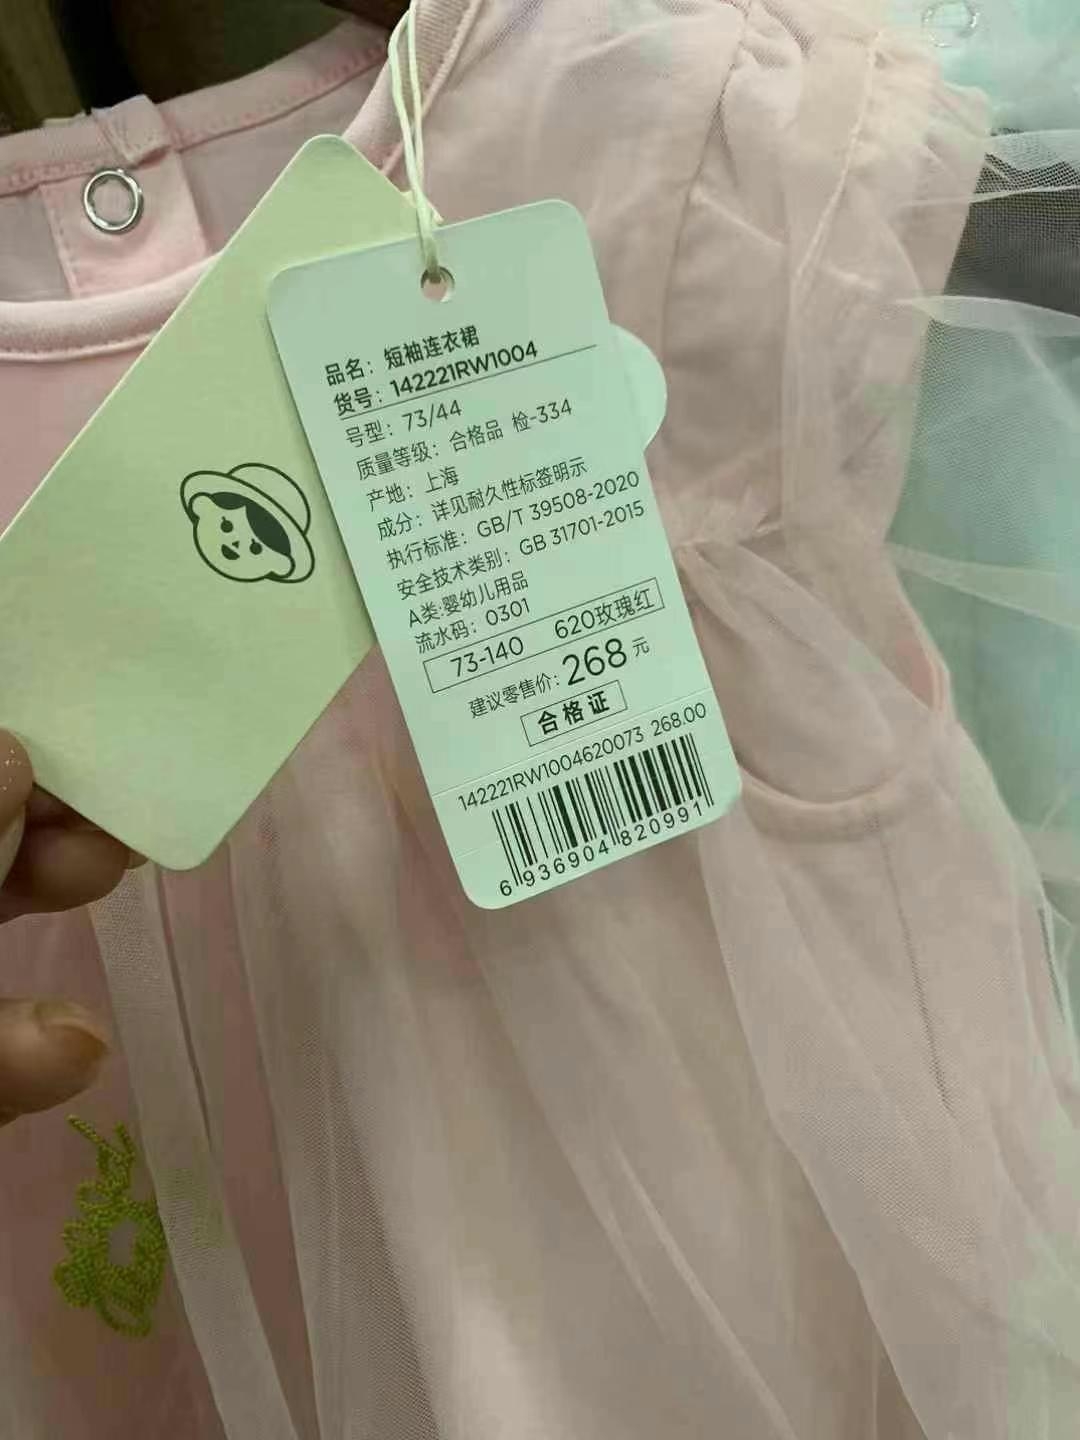 品名：短袖连衣裙
货号：142221RW1004
号型：73/44
质量等级：合格品 检-334
产地：上海
成分：详见耐久性标签明示
执行标准：GB/T 39508-2020
安全技术类别：GB 31701-2015
A类:婴幼儿用品
流水码：0301
73-140 620玫瑰红
建议零售价：268元
合格证
142221RW1004620073 268.00
6936904820991